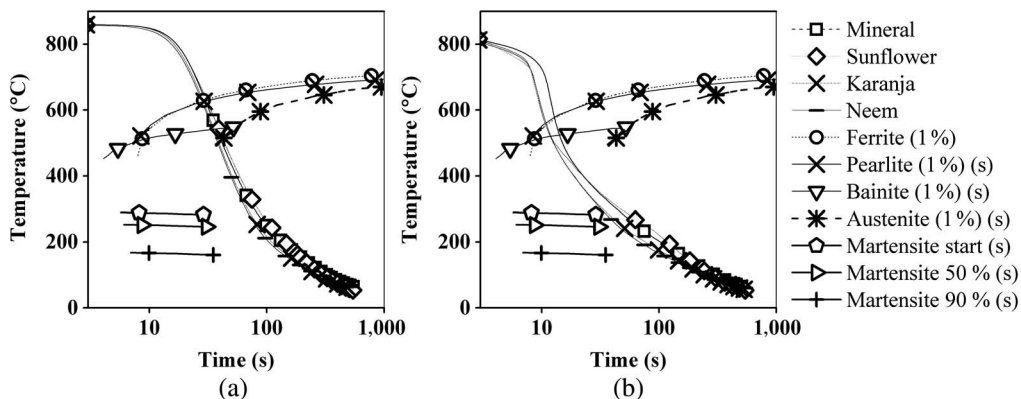 800
600
400
200
0
Temperature (°C)
10
100
1,000
Time (s)
(a)
800
600
400
200
0
Temperature (°C)
10
100
1,000
Time (s)
(b)
Mineral
Sunflower
Karanja
Neem
Ferrite (1 %)
Pearlite (1 %) (s)
Bainite (1 %) (s)
Austenite (1 %) (s)
Martensite start (s)
Martensite 50 % (s)
Martensite 90 % (s)